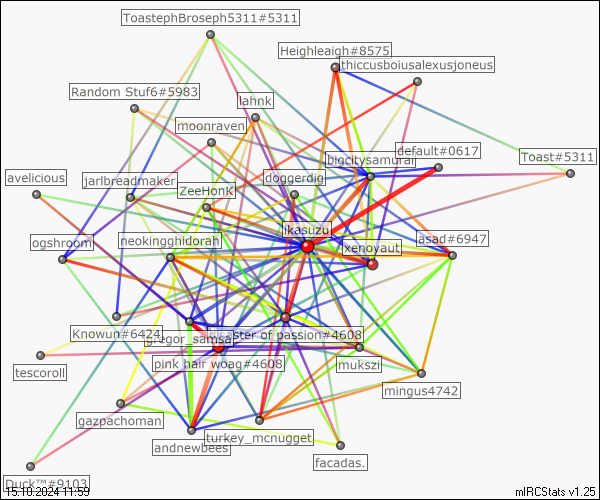 ToastephBroseph5311#5311
Heighleaigh#8575
thiccusboiusalexusjoneus
Random Stuf6#5983
lahnk
moonraven
default#0617
bigcitysamurai
Toast#5311
avelicious
jarlbreadmaker
doggerdig
ZeeHonk
ikasuzu
ogshroom
neokingghidorah
xenoyaut
asad#6947
Knowun#6424
gregor_samsa
ster of passion#4608
pink hair woag#4608
mukszi
tescoroll
mingus4742
gazpachoman
turkey_mcnugget
andnewbees
facadas.
Duck™#9103
15.10.2024 11:59
mIRCStats v1.25